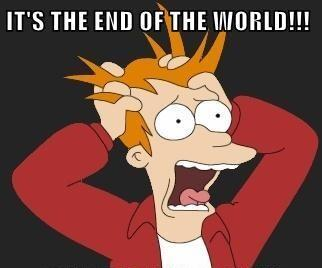 IT'S THE END OF THE WORLD!!!